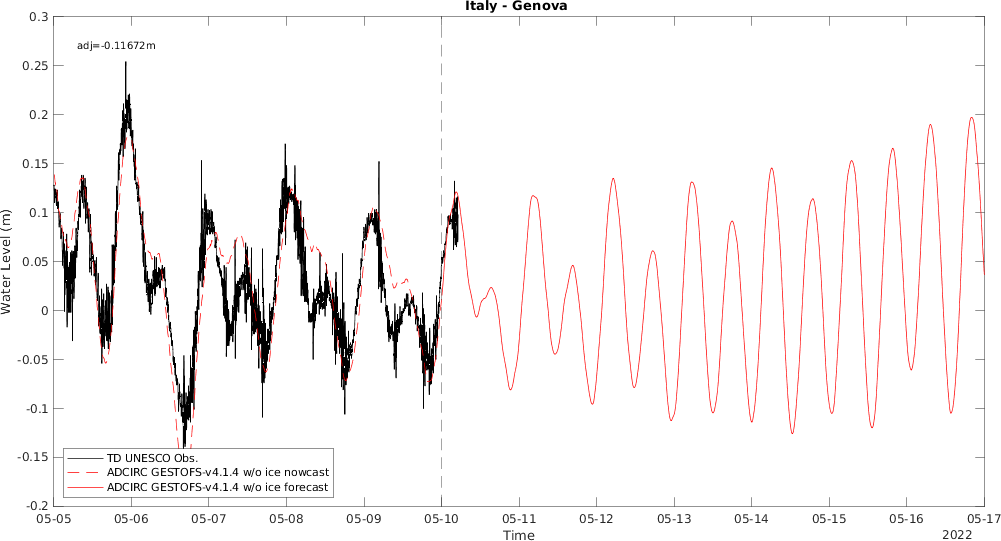 Italy - Genova
0.3
adj=-0.11672m
0.25
0.2
0.15
0.1
0.05
0
-0.05
-0.1
-0.15
-0.2
Water Level (m)
TD UNESCO Obs.
ADCIRC GESTOFS-v4.1.4 w/o ice nowcast
ADCIRC GESTOFS-v4.1.4 w/o ice forecast
05-05 05-06 05-07 05-08 05-09 05-10 05-11 05-12 05-13 05-14 05-15 05-16 05-17
Time
2022